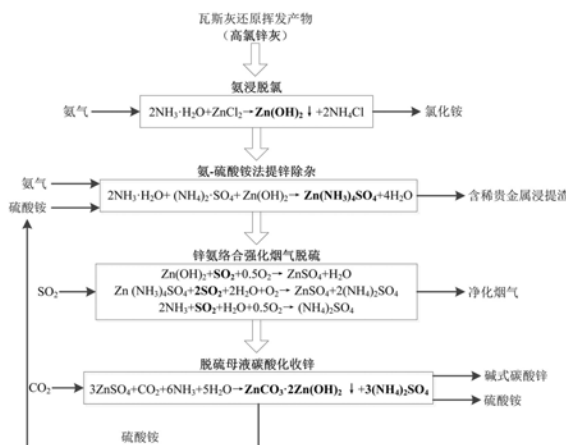 瓦斯灰还原挥发产物
（高氯锌灰）
氨浸脱氯
氨气
2NH₃·H₂O+ZnCl₂→Zn(OH)₂↓+2NH₄Cl
氯化铵
氨-硫酸铵法提锌除杂
氨气
硫酸铵
2NH₃·H₂O+ (NH₄)₂·SO₄+Zn(OH)₂→Zn(NH₃)₄SO₄+4H₂O
含稀贵金属浸提渣
锌氨络合强化烟气脱硫
Zn(OH)₂+SO₂+0.5O₂→ ZnSO₄+H₂O
SO₂
Zn (NH₃)₄SO₄+2SO₂+2H₂O+O₂→ ZnSO₄+2(NH₄)₂SO₄
净化烟气
2NH₃+SO₂+H₂O+0.5O₂→ (NH₄)₂SO₄
脱硫母液碳酸化收锌
CO₂
3ZnSO₄+CO₂+6NH₃+5H₂O→ZnCO₃·2Zn(OH)₂ ↓ +3(NH₄)₂SO₄
碱式碳酸锌
硫酸铵
硫酸铵